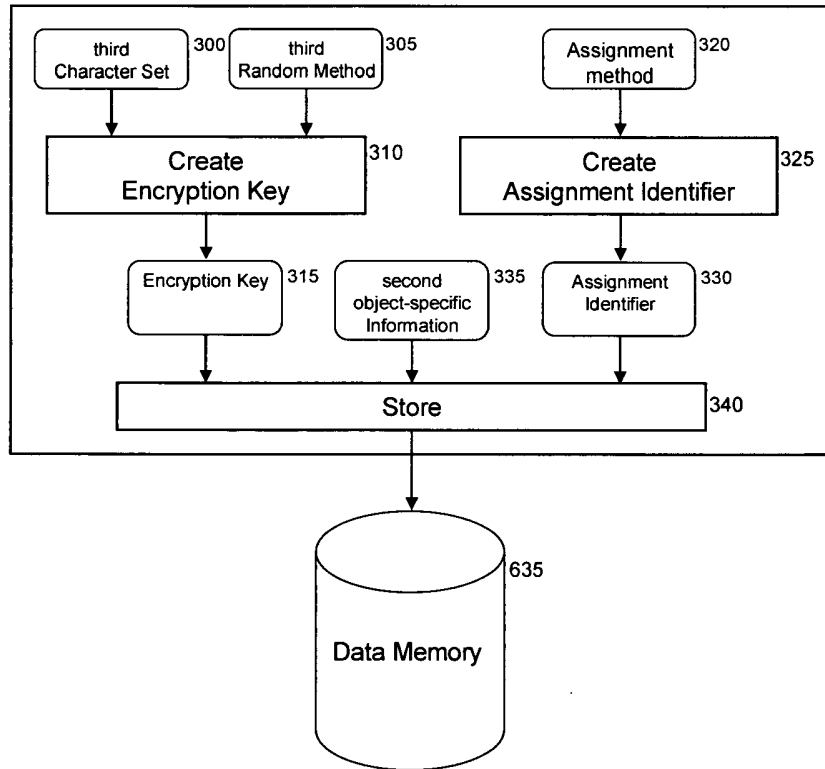 third
Character Set
300
third
Random Method
305
Assignment
method
320
Create
Encryption Key
310
Create
Assignment Identifier
325
Encryption Key
315
second
object-specific
Information
335
Assignment
Identifier
330
Store
340
635
Data Memory